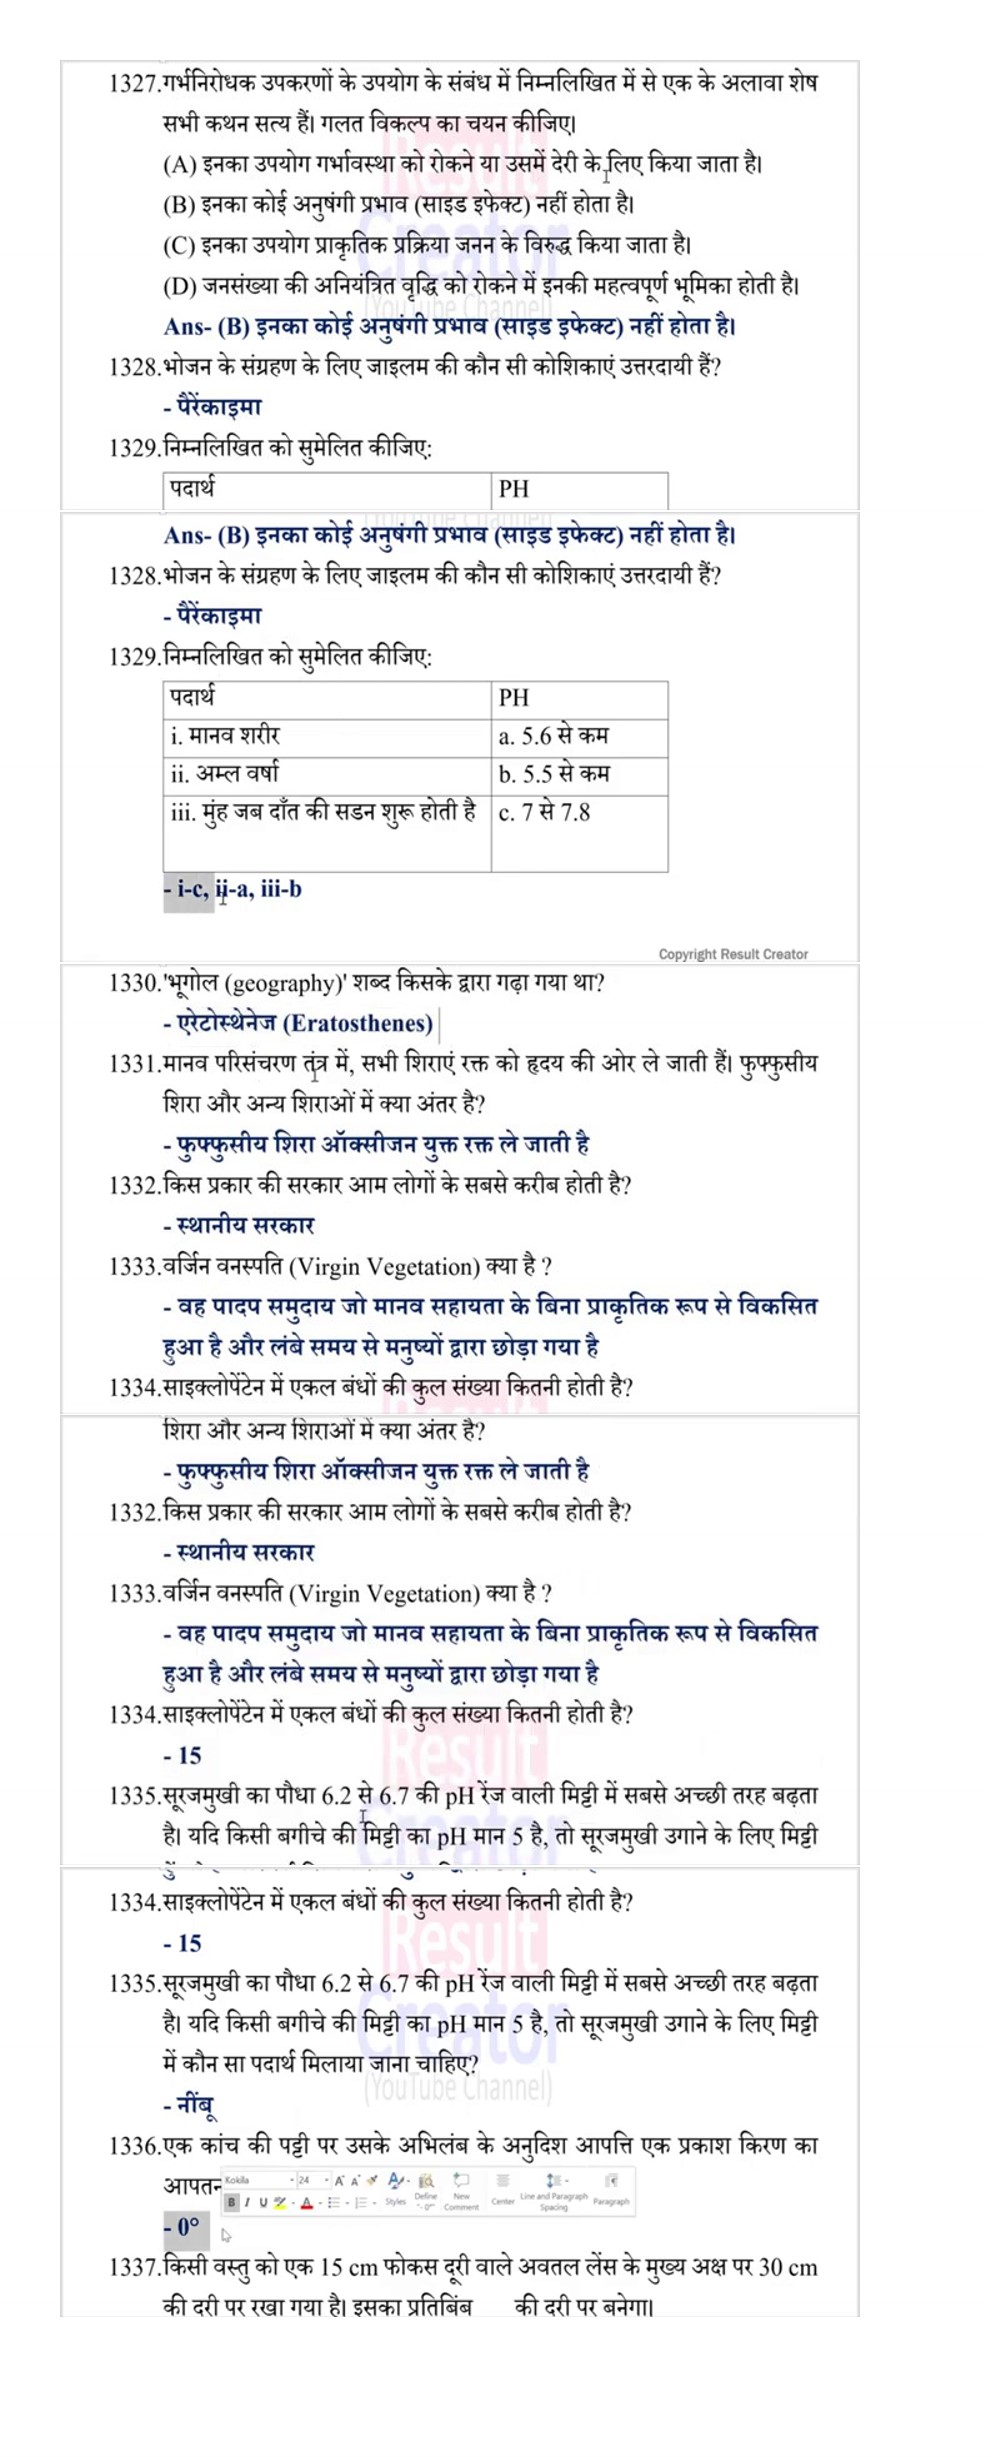 1327.गर्भनिरोधक उपकरणों के उपयोग के संबंध में निम्नलिखित में से एक के अलावा शेष
सभी कथन सत्य हैं। गलत विकल्प का चयन कीजिए।
(A) इनका उपयोग गर्भावस्था को रोकने या उसमें देरी के लिए किया जाता है।
(B) इनका कोई अनुषंगी प्रभाव (साइड इफेक्ट) नहीं होता है।
(C) इनका उपयोग प्राकृतिक प्रक्रिया जनन के विरुद्ध किया जाता है।
(D) जनसंख्या की अनियंत्रित वृद्धि को रोकने में इनकी महत्वपूर्ण भूमिका होती है।
Ans- (B) इनका कोई अनुषंगी प्रभाव (साइड इफेक्ट) नहीं होता है।
1328.भोजन के संग्रहण के लिए जाइलम की कौन सी कोशिकाएं उत्तरदायी हैं?
- पैरेंकाइमा
1329.निम्नलिखित को सुमेलित कीजिए:
पदार्थ PH
Ans- (B) इनका कोई अनुषंगी प्रभाव (साइड इफेक्ट) नहीं होता है।
1328.भोजन के संग्रहण के लिए जाइलम की कौन सी कोशिकाएं उत्तरदायी हैं?
- पैरेंकाइमा
1329.निम्नलिखित को सुमेलित कीजिए:
पदार्थ PH
i. मानव शरीर a. 5.6 से कम
ii. अम्ल वर्षा b. 5.5 से कम
iii. मुंह जब दाँत की सडन शुरू होती है c. 7 से 7.8
- i-c, ii-a, iii-b
Copyright Result Creator
1330.'भूगोल (geography)' शब्द किसके द्वारा गढ़ा गया था?
- एरेटोस्थेनेज (Eratosthenes)
1331.मानव परिसंचरण तंत्र में, सभी शिराएं रक्त को हृदय की ओर ले जाती हैं। फुफ्फुसीय
शिरा और अन्य शिराओं में क्या अंतर है?
- फुफ्फुसीय शिरा ऑक्सीजन युक्त रक्त ले जाती है
1332.किस प्रकार की सरकार आम लोगों के सबसे करीब होती है?
- स्थानीय सरकार
1333.वर्जिन वनस्पति (Virgin Vegetation) क्या है ?
- वह पादप समुदाय जो मानव सहायता के बिना प्राकृतिक रूप से विकसित
हुआ है और लंबे समय से मनुष्यों द्वारा छोड़ा गया है
1334.साइक्लोपेंटेन में एकल बंधों की कुल संख्या कितनी होती है?
शिरा और अन्य शिराओं में क्या अंतर है?
- फुफ्फुसीय शिरा ऑक्सीजन युक्त रक्त ले जाती है
1332.किस प्रकार की सरकार आम लोगों के सबसे करीब होती है?
- स्थानीय सरकार
1333.वर्जिन वनस्पति (Virgin Vegetation) क्या है ?
- वह पादप समुदाय जो मानव सहायता के बिना प्राकृतिक रूप से विकसित
हुआ है और लंबे समय से मनुष्यों द्वारा छोड़ा गया है
1334.साइक्लोपेंटेन में एकल बंधों की कुल संख्या कितनी होती है?
- 15
1335.सूरजमुखी का पौधा 6.2 से 6.7 की pH रेंज वाली मिट्टी में सबसे अच्छी तरह बढ़ता
है। यदि किसी बगीचे की मिट्टी का pH मान 5 है, तो सूरजमुखी उगाने के लिए मिट्टी
1334.साइक्लोपेंटेन में एकल बंधों की कुल संख्या कितनी होती है?
- 15
1335.सूरजमुखी का पौधा 6.2 से 6.7 की pH रेंज वाली मिट्टी में सबसे अच्छी तरह बढ़ता
है। यदि किसी बगीचे की मिट्टी का pH मान 5 है, तो सूरजमुखी उगाने के लिए मिट्टी
में कौन सा पदार्थ मिलाया जाना चाहिए?
(YouTube Channel)
- नींबू
1336.एक कांच की पट्टी पर उसके अभिलंब के अनुदिश आपत्ति एक प्रकाश किरण का
आपतन
Kokila 24
B I U Styles Define New Comment Center Line and Paragraph Spacing Paragraph
- 0°
1337.किसी वस्तु को एक 15 cm फोकस दूरी वाले अवतल लेंस के मुख्य अक्ष पर 30 cm
की दूरी पर रखा गया है। इसका प्रतिबिंब की दूरी पर बनेगा।